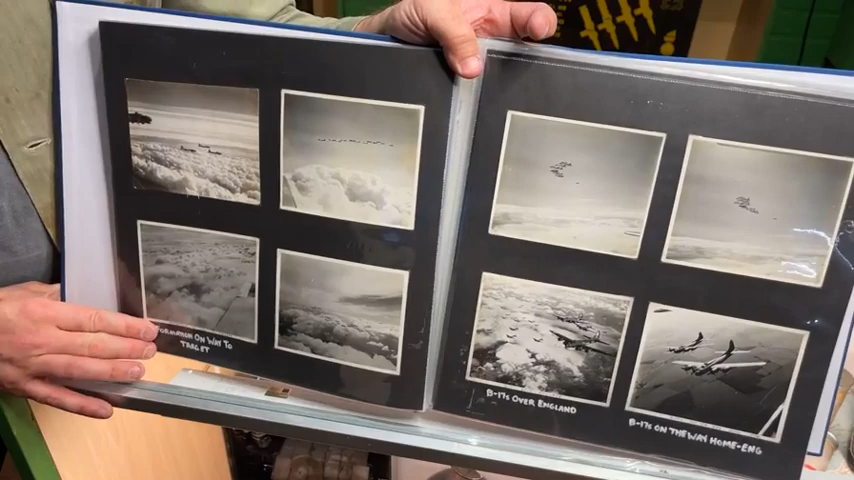 FORMATION ON WAY TO
TARGET
B-17S OVER ENGLAND
B-17S ON THE WAY HOME-ENG